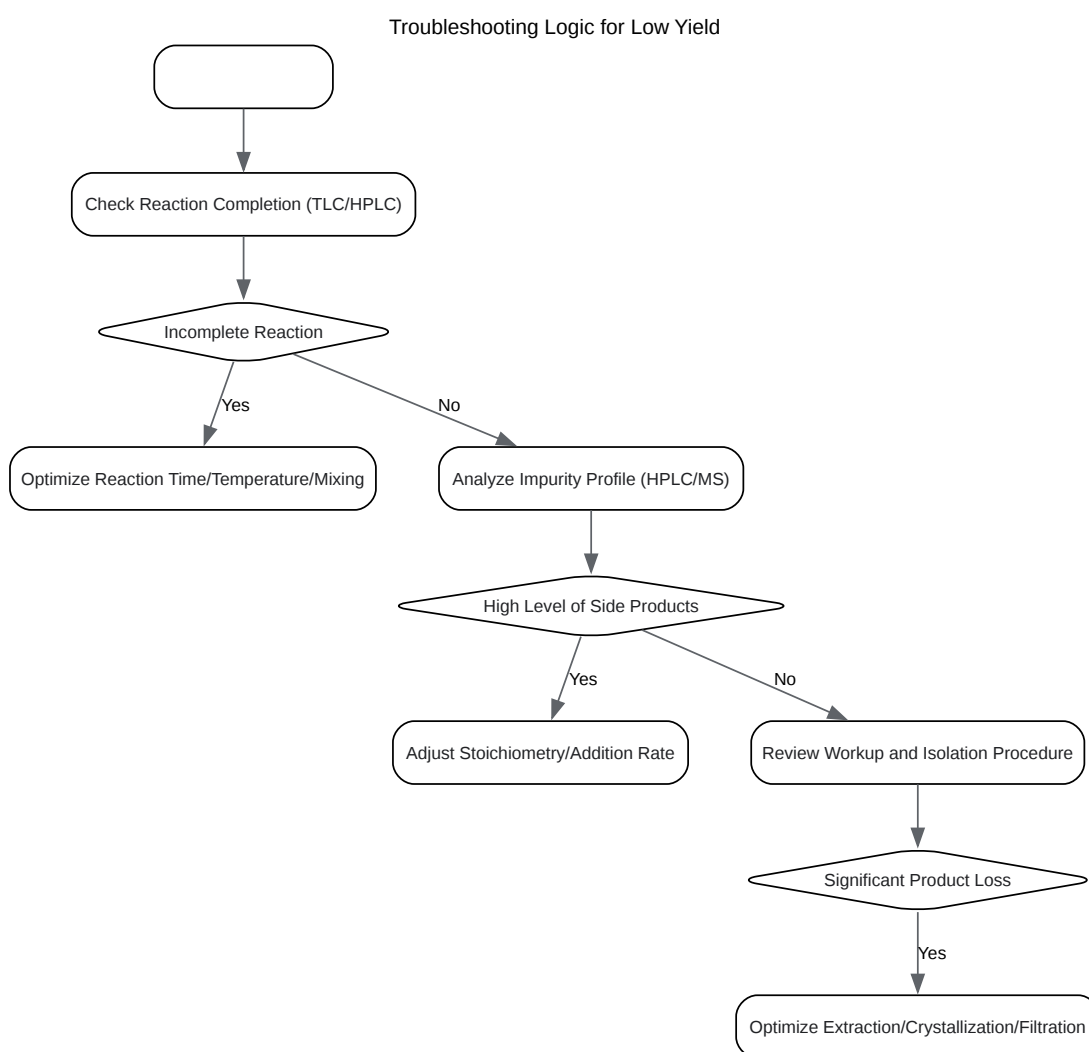 Troubleshooting Logic for Low Yield
Check Reaction Completion (TLC/HPLC)
Incomplete Reaction
Yes
No
Optimize Reaction Time/Temperature/Mixing
Analyze Impurity Profile (HPLC/MS)
High Level of Side Products
Yes
No
Adjust Stoichiometry/Addition Rate
Review Workup and Isolation Procedure
Significant Product Loss
Yes
Optimize Extraction/Crystallization/Filtration